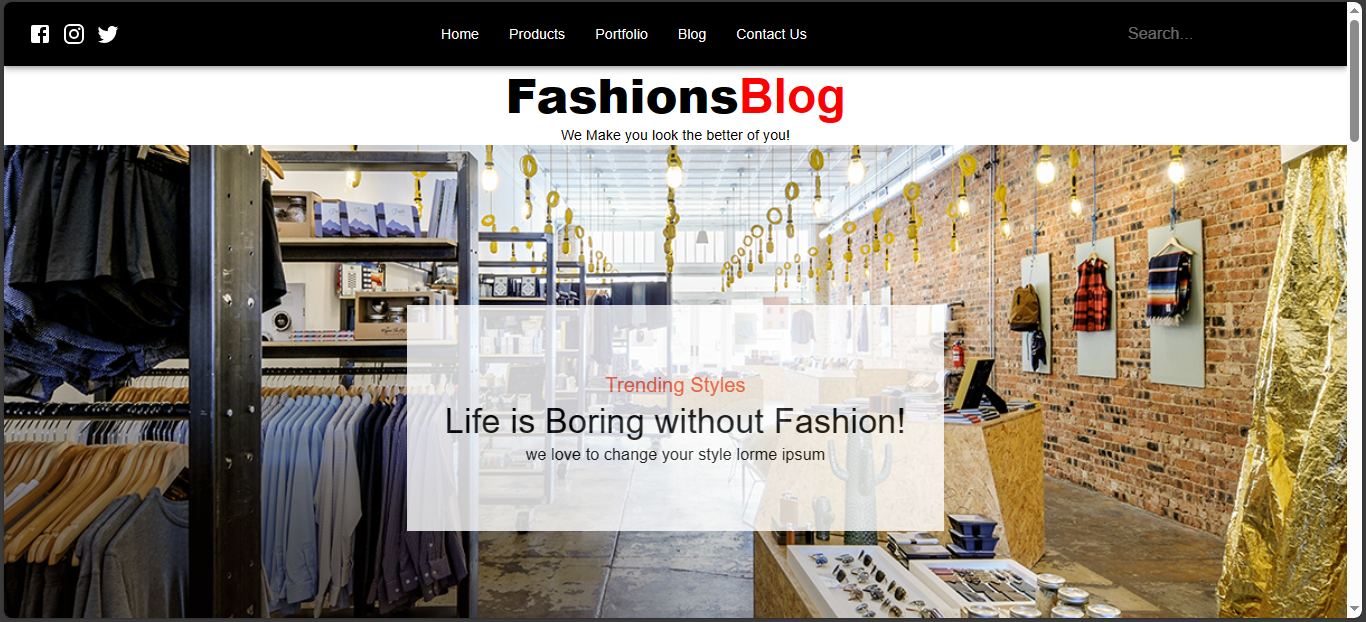 Home Products Portfolio Blog Contact Us Search...
FashionsBlog
We Make you look the better of you!
Trending Styles
Life is Boring without Fashion!
we love to change your style lorme ipsum